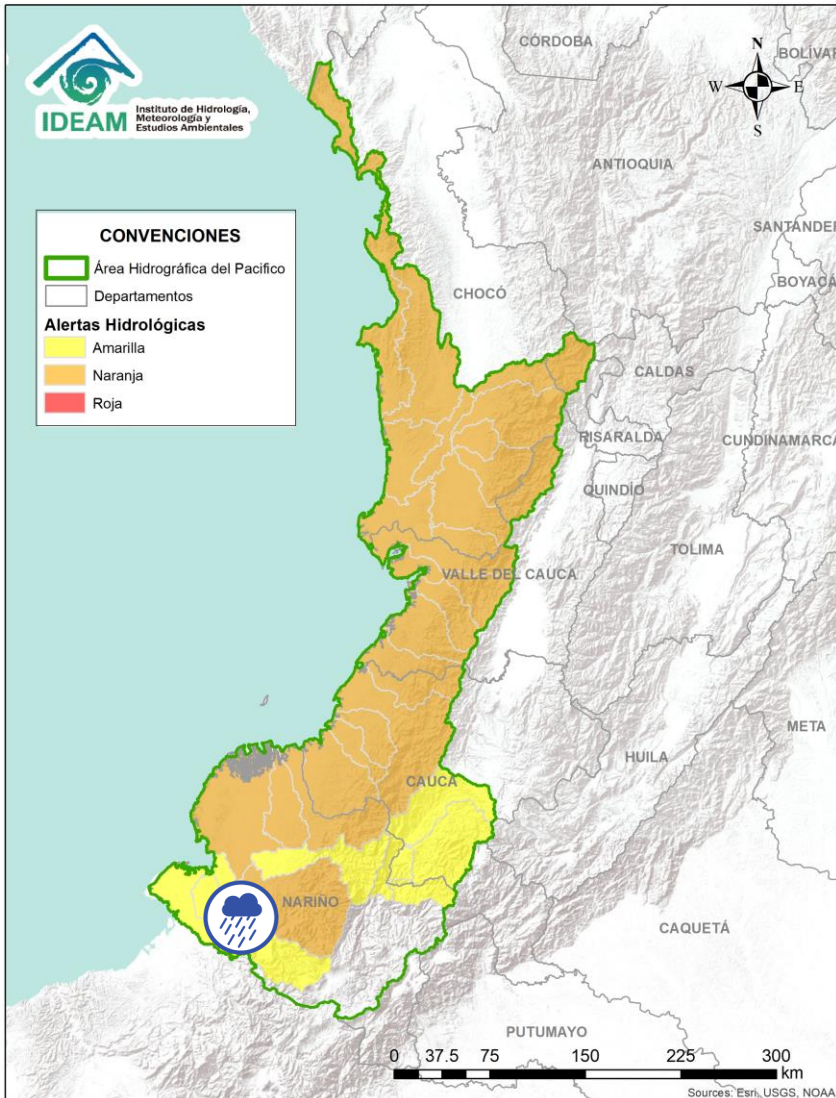 IDEAM
Instituto de Hidrología,
Meteorología y
Estudios Ambientales
CÓRDOBA
BOLÍVAR
N
W
E
S
ANTIOQUIA
CONVENCIONES
Área Hidrográfica del Pacifico
Departamentos
Alertas Hidrológicas
Amarilla
Naranja
Roja
SANTANDER
BOYACÁ
CHOCÓ
CALDAS
RISARALDA
CUNDINAMARCA
QUINDÍO
TOLIMA
VALLE DEL CAUCA
META
HUILA
CAUCA
NARIÑO
CAQUETÁ
PUTUMAYO
0 37.5 75 150 225 300
km
Sources: Esri, USGS, NOAA